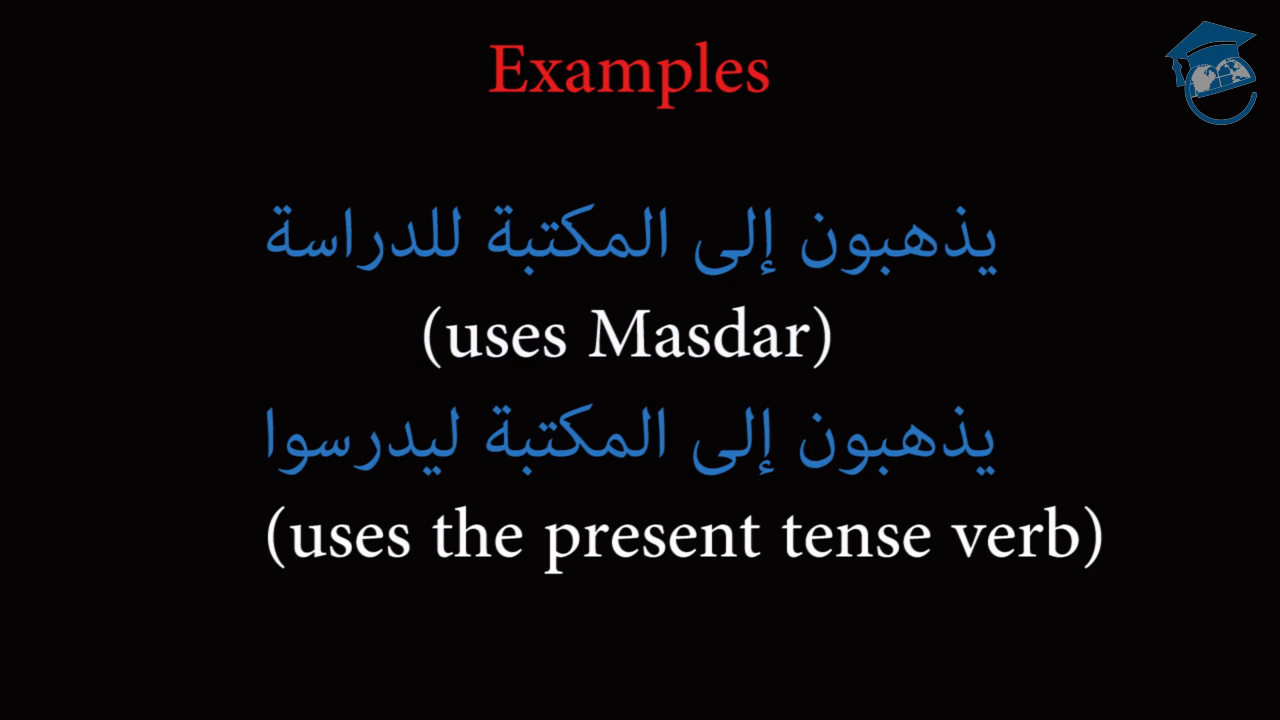 Examples
يذهبون إلى المكتبة للدراسة
(uses Masdar)
يذهبون إلى المكتبة ليدرسوا
(uses the present tense verb)